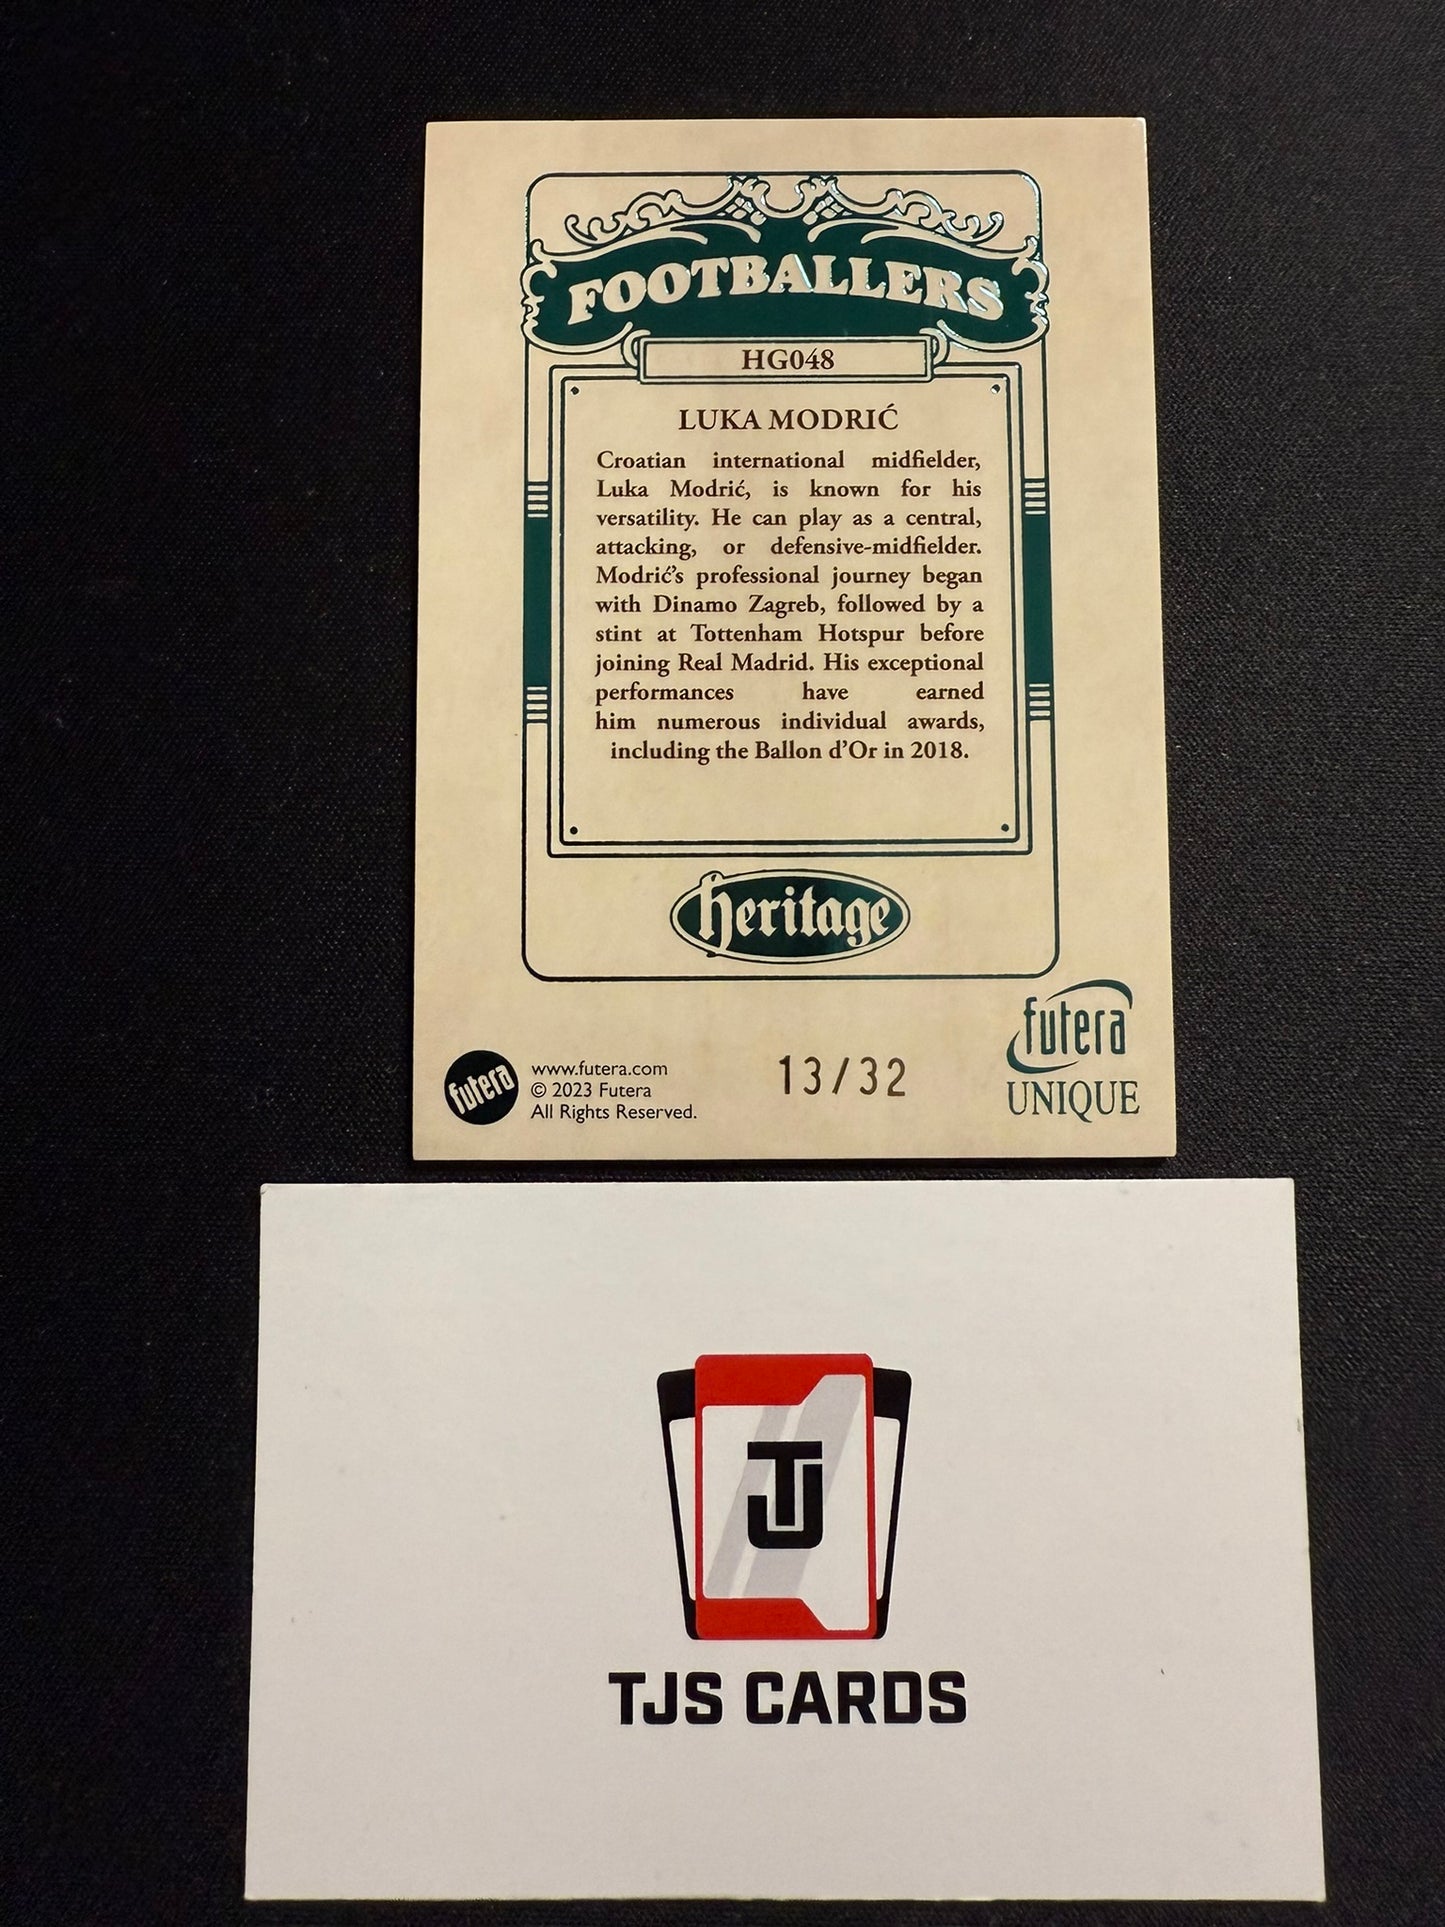 FOOTBALLERS
HG048
LUKA MODRIĆ
Croatian international midfielder,
Luka Modrić, is known for his
versatility. He can play as a central,
attacking, or defensive-midfielder.
Modrić's professional journey began
with Dinamo Zagreb, followed by a
stint at Tottenham Hotspur before
joining Real Madrid. His exceptional
performances have earned
him numerous individual awards,
including the Ballon d'Or in 2018.
heritage
futera
UNIQUE
futera
www.futera.com
© 2023 Futera
All Rights Reserved.
13/32
TJ
TJS CARDS